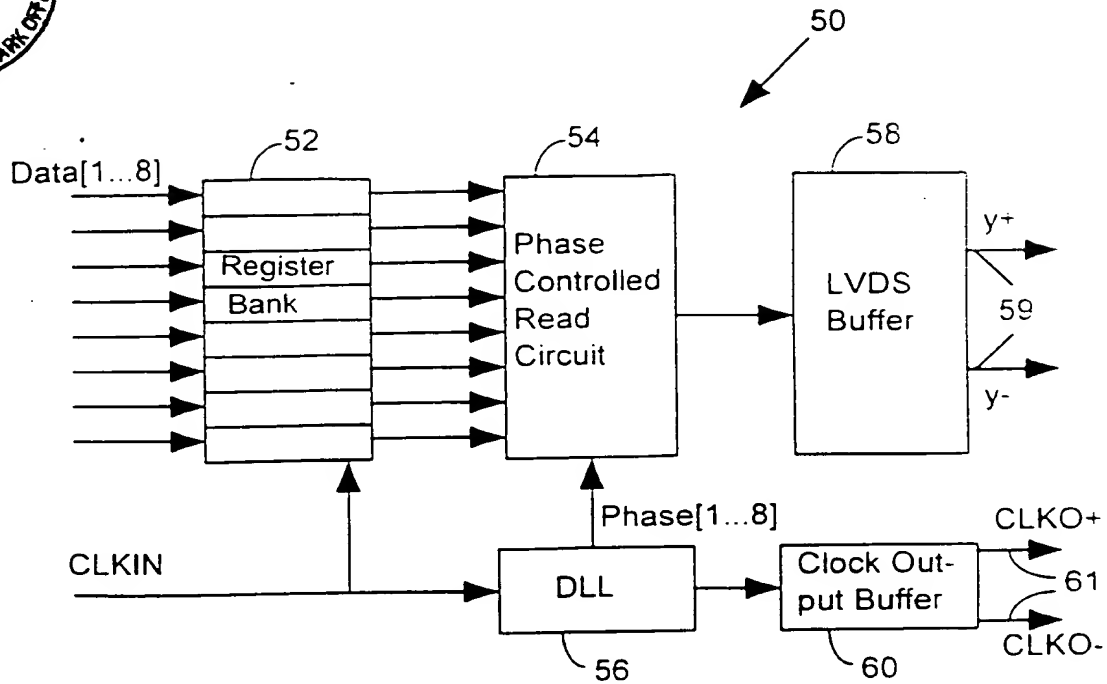 50
52
54
58
Data[1...8]
Register
Bank
Phase
Controlled
Read
Circuit
LVDS
Buffer
y+
59
y-
Phase[1...8]
CLKIN
DLL
56
Clock Out-
put Buffer
60
CLKO+
61
CLKO-